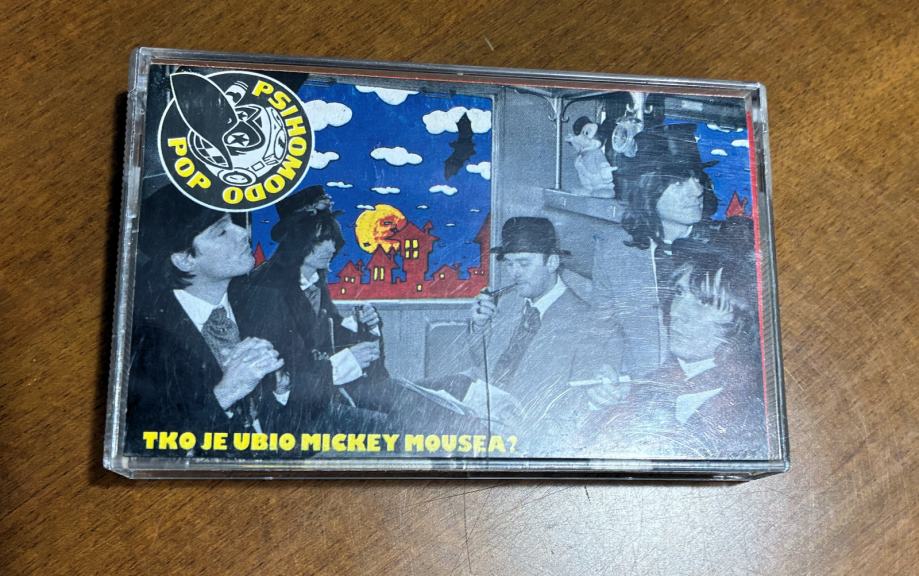 PSIHOMODO
POP
TKO JE UBIO MICKEY MOUSEA?